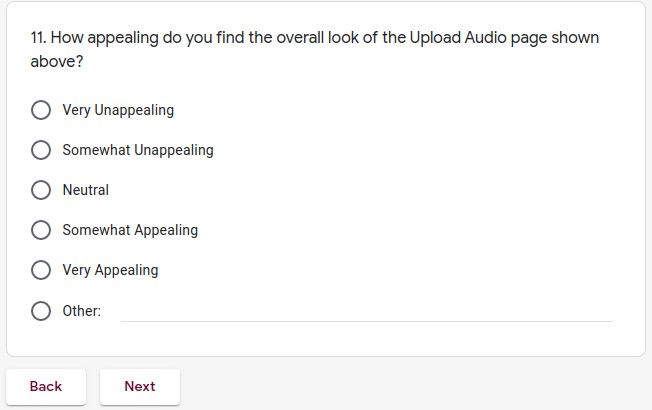 11. How appealing do you find the overall look of the Upload Audio page shown
above?
Very Unappealing
Somewhat Unappealing
Neutral
Somewhat Appealing
Very Appealing
Other:
Back
Next